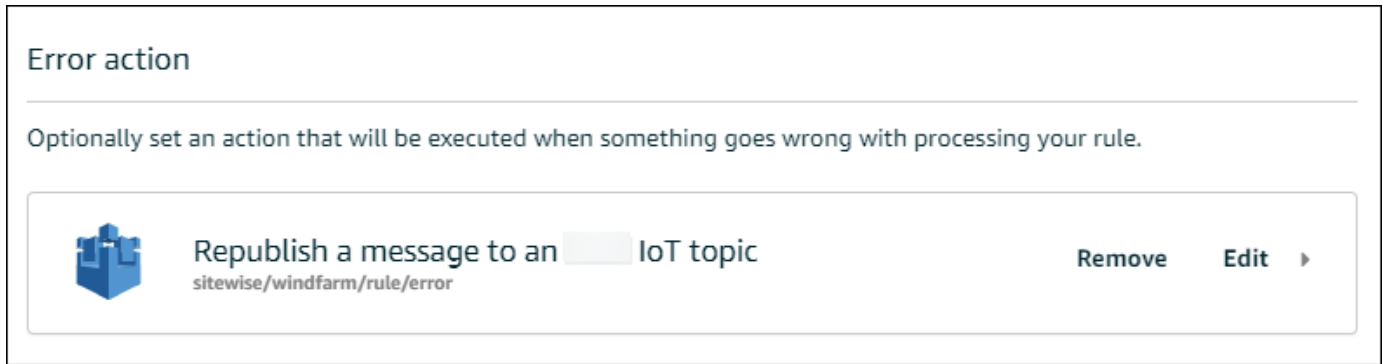 Error action
Optionally set an action that will be executed when something goes wrong with processing your rule.
Republish a message to an IoT topic
sitewise/windfarm/rule/error
Remove
Edit